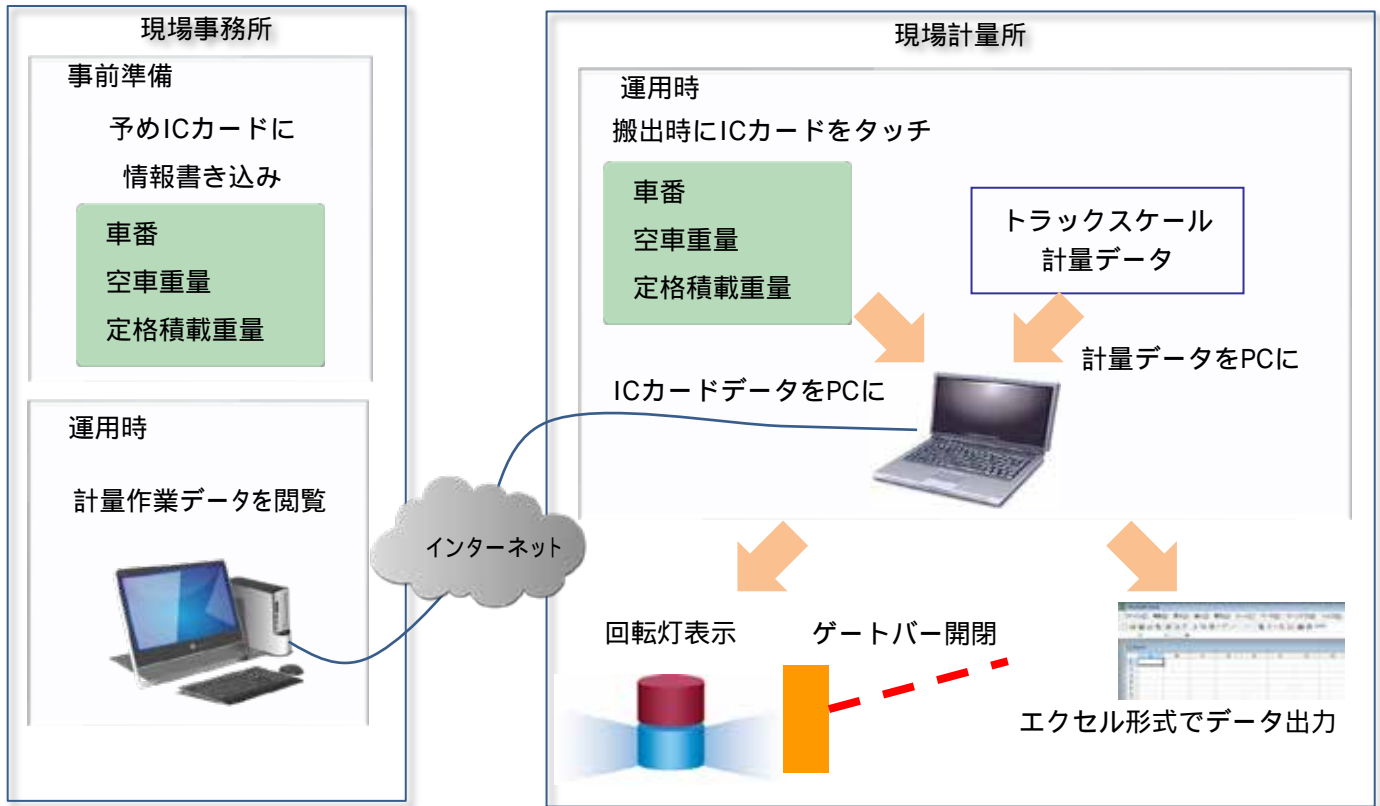 現場事務所
事前準備
予めICカードに
情報書き込み
車番
空車重量
定格積載重量
運用時
計量作業データを閲覧
インターネット
現場計量所
運用時
搬出時にICカードをタッチ
車番
空車重量
定格積載重量
トラックスケール
計量データ
ICカードデータをPCに
計量データをPCに
回転灯表示
ゲートバー開閉
エクセル形式でデータ出力